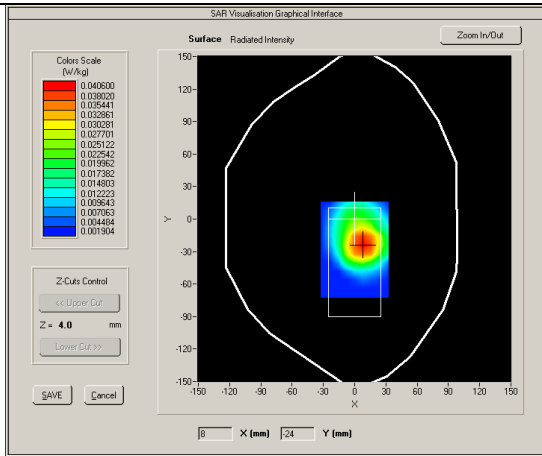 SAR Visualisation Graphical Interface
Surface Radiated Intensity
Zoom In/Out
Colors Scale
(W/kg)
0.040600
0.038020
0.035441
0.032861
0.030281
0.027701
0.025122
0.022542
0.019962
0.017382
0.014803
0.012223
0.009643
0.007063
0.004484
0.001904
Z-Cuts Control
<< Upper Cut
Z = 4.0 mm
Lower Cut >>
SAVE Cancel
150
120
90
60
30
0
-30
-60
-90
-120
-150
Y
-150 -120 -90 -60 -30 0 30 60 90 120 150
X
8 X (mm) -24 Y (mm)